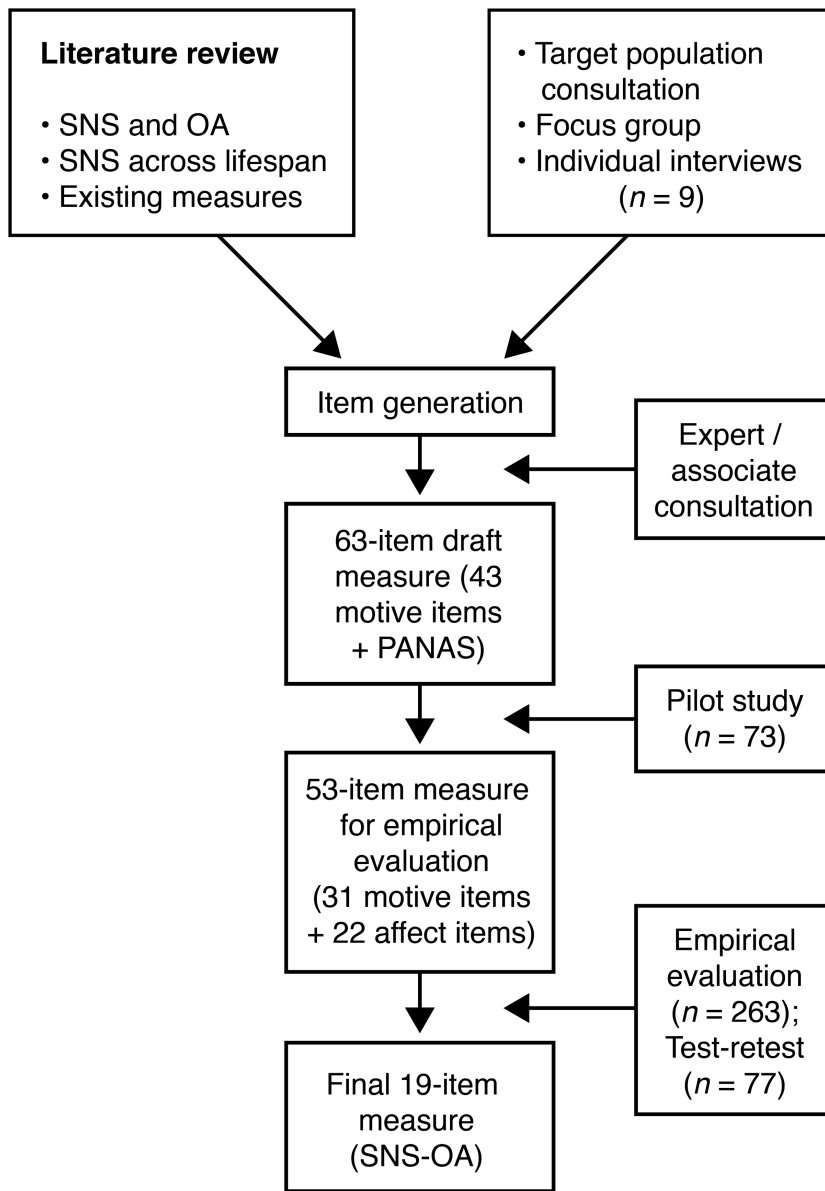 Literature review
• SNS and OA
• SNS across lifespan
• Existing measures
• Target population
consultation
• Focus group
• Individual interviews
(n = 9)
Item generation
Expert /
associate
consultation
63-item draft
measure (43
motive items
+ PANAS)
Pilot study
(n = 73)
53-item measure
for empirical
evaluation
(31 motive items
+ 22 affect items)
Empirical
evaluation
(n = 263);
Test-retest
(n = 77)
Final 19-item
measure
(SNS-OA)